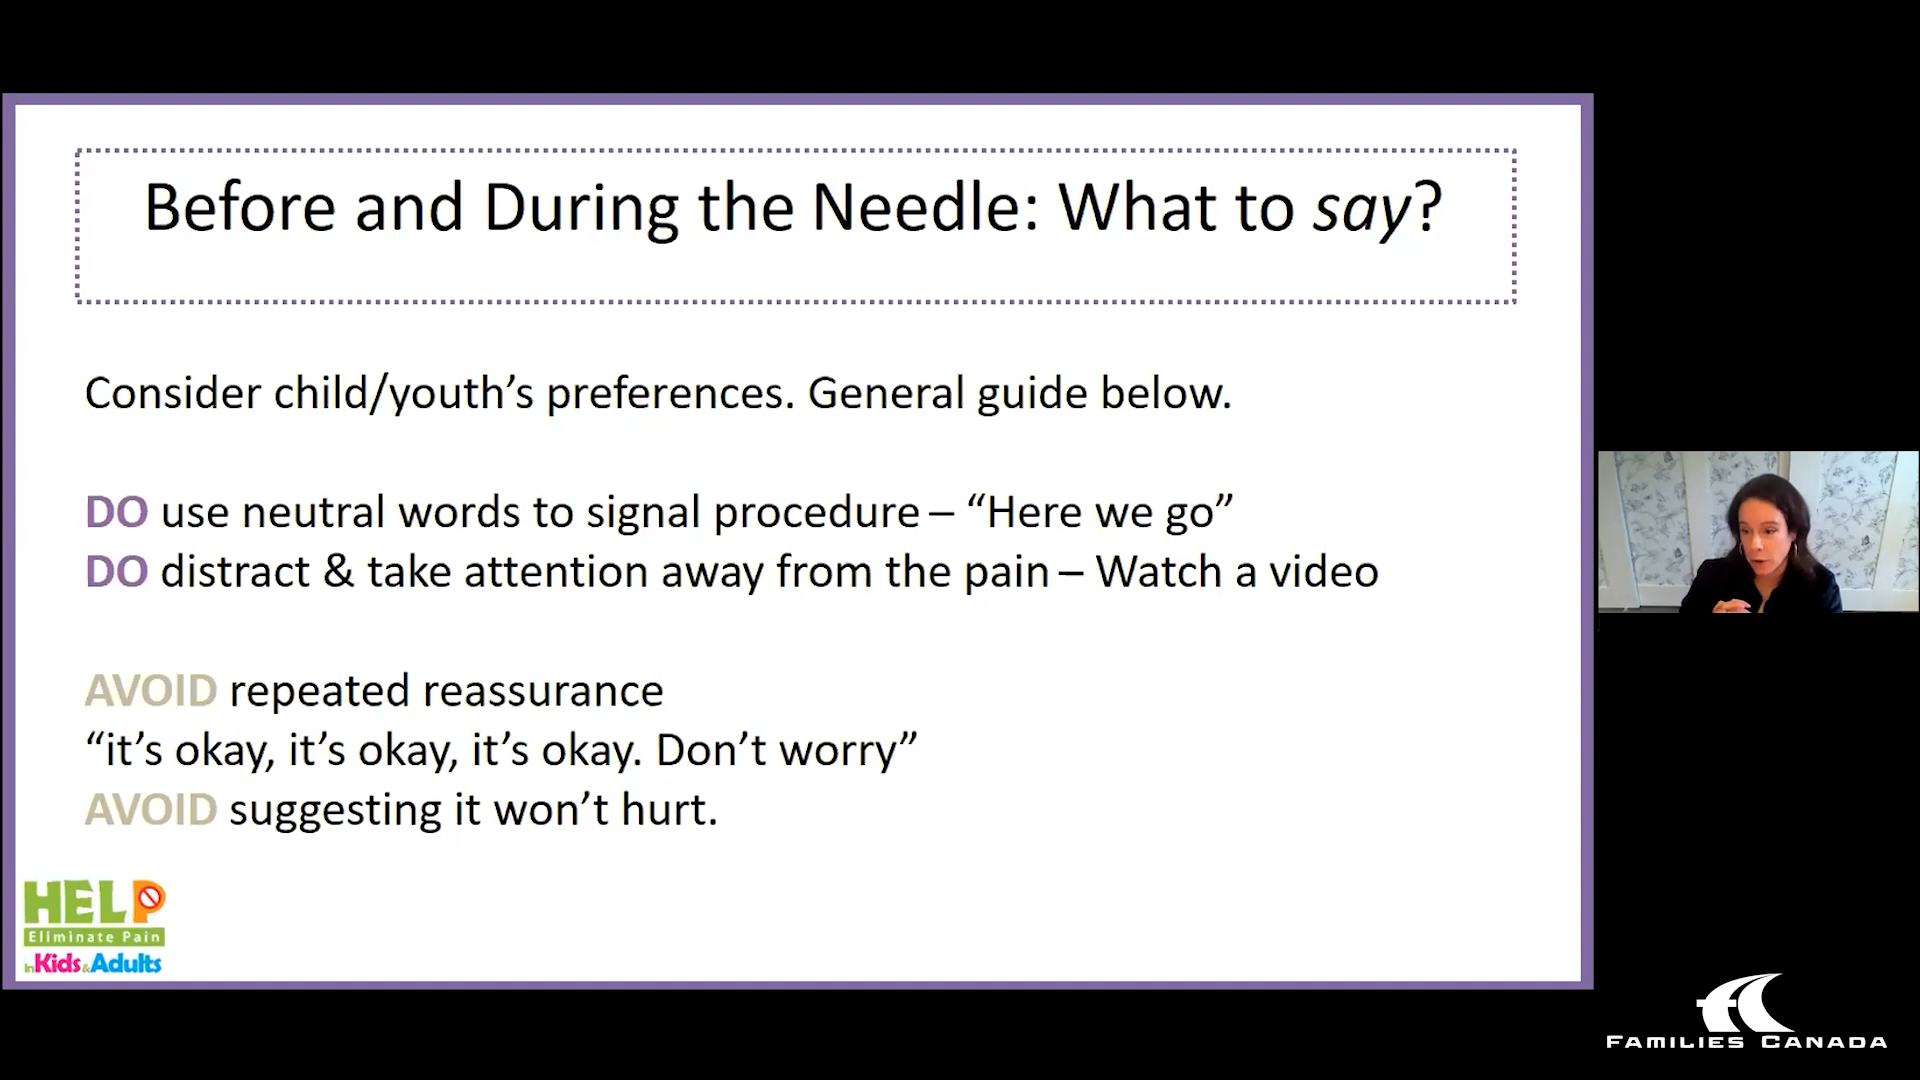 Before and During the Needle: What to say?
Consider child/youth’s preferences. General guide below.
DO use neutral words to signal procedure – “Here we go”
DO distract & take attention away from the pain – Watch a video
AVOID repeated reassurance
“it’s okay, it’s okay, it’s okay. Don’t worry”
AVOID suggesting it won’t hurt.
HELP
Eliminate Pain
in Kids & Adults
FAMILIES CANADA